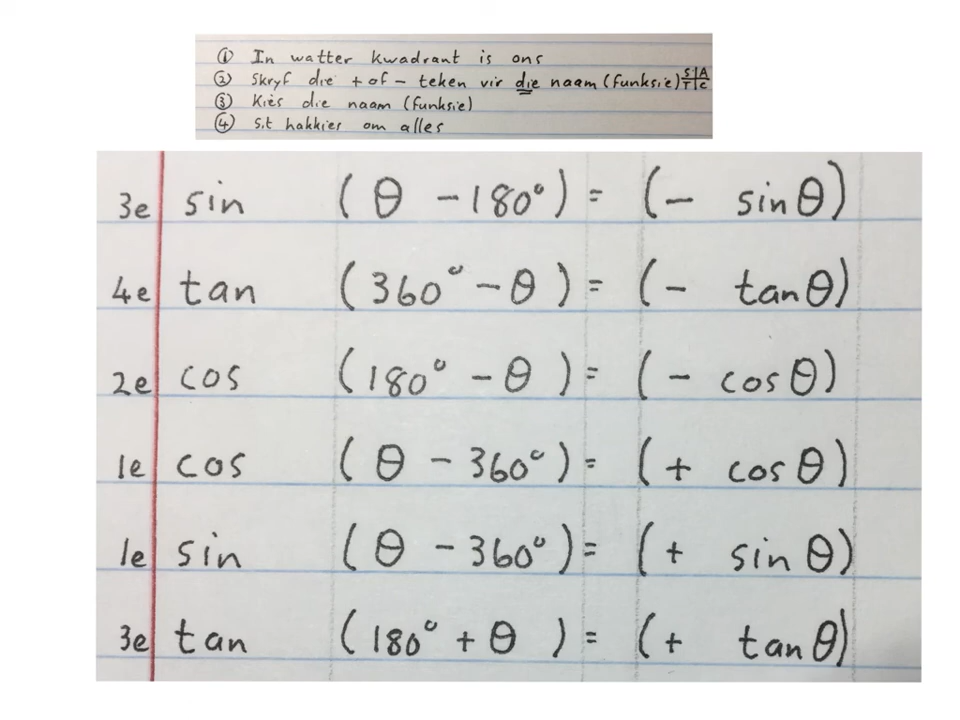 ① In watter kwadrant is ons
② Skryf die + of - teken vir die naam (funksie) S|A T|C
③ Kies die naam (funksie)
④ Sit hakkies om alles
3e sin (θ - 180°) = (- sin θ)
4e tan (360° - θ) = (- tan θ)
2e cos (180° - θ) = (- cos θ)
1e cos (θ - 360°) = (+ cos θ)
1e sin (θ - 360°) = (+ sin θ)
3e tan (180° + θ) = (+ tan θ)